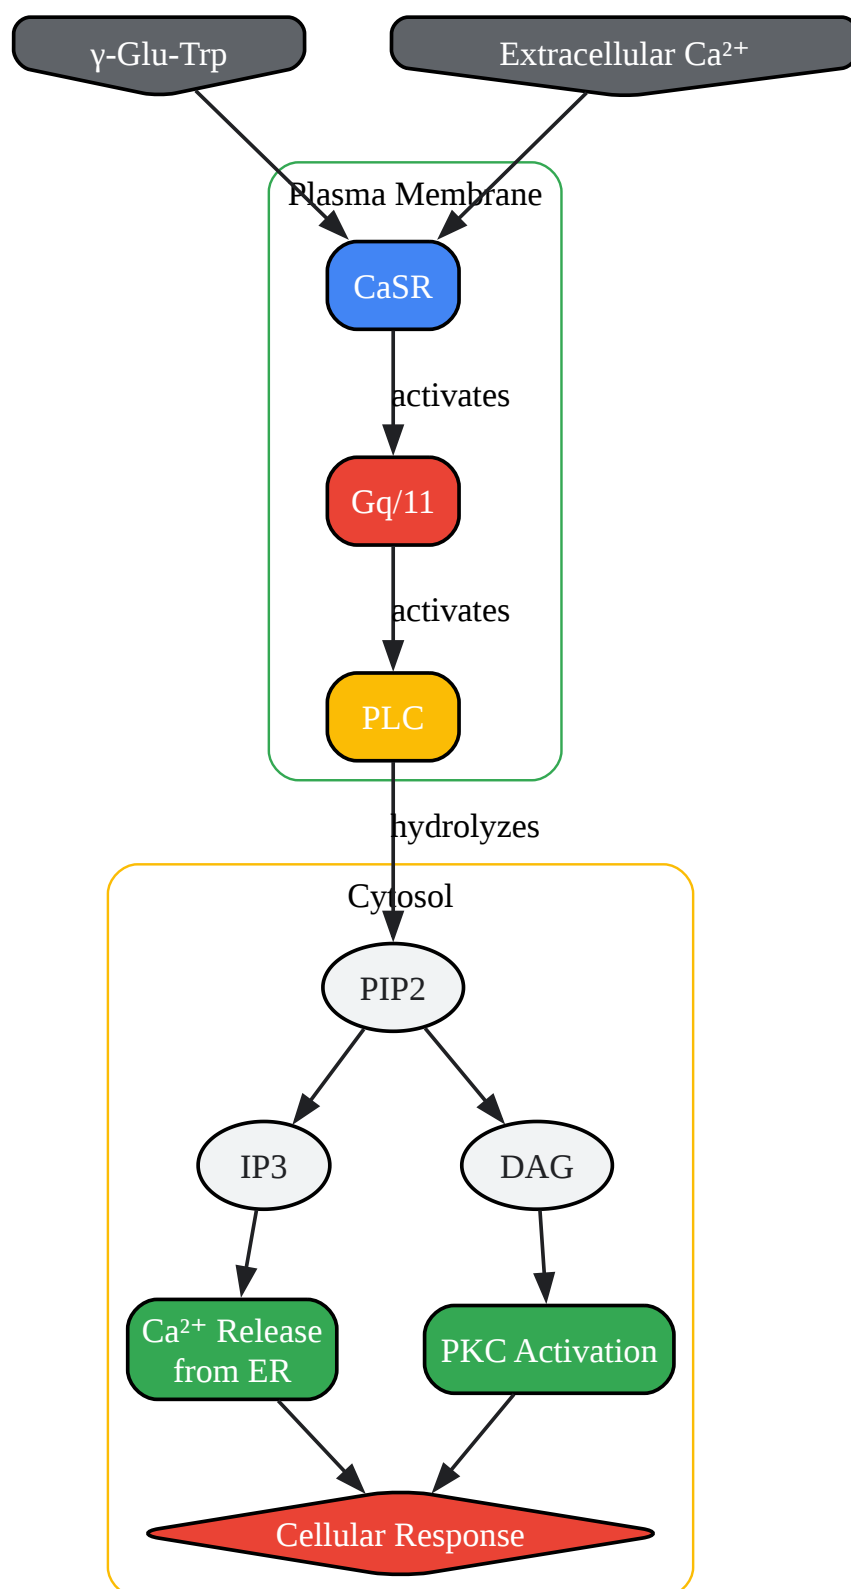 γ-Glu-Trp
Extracellular Ca²⁺
Plasma Membrane
CaSR
activates
Gq/11
activates
PLC
hydrolyzes
Cytosol
PIP2
IP3
DAG
Ca²⁺ Release
from ER
PKC Activation
Cellular Response